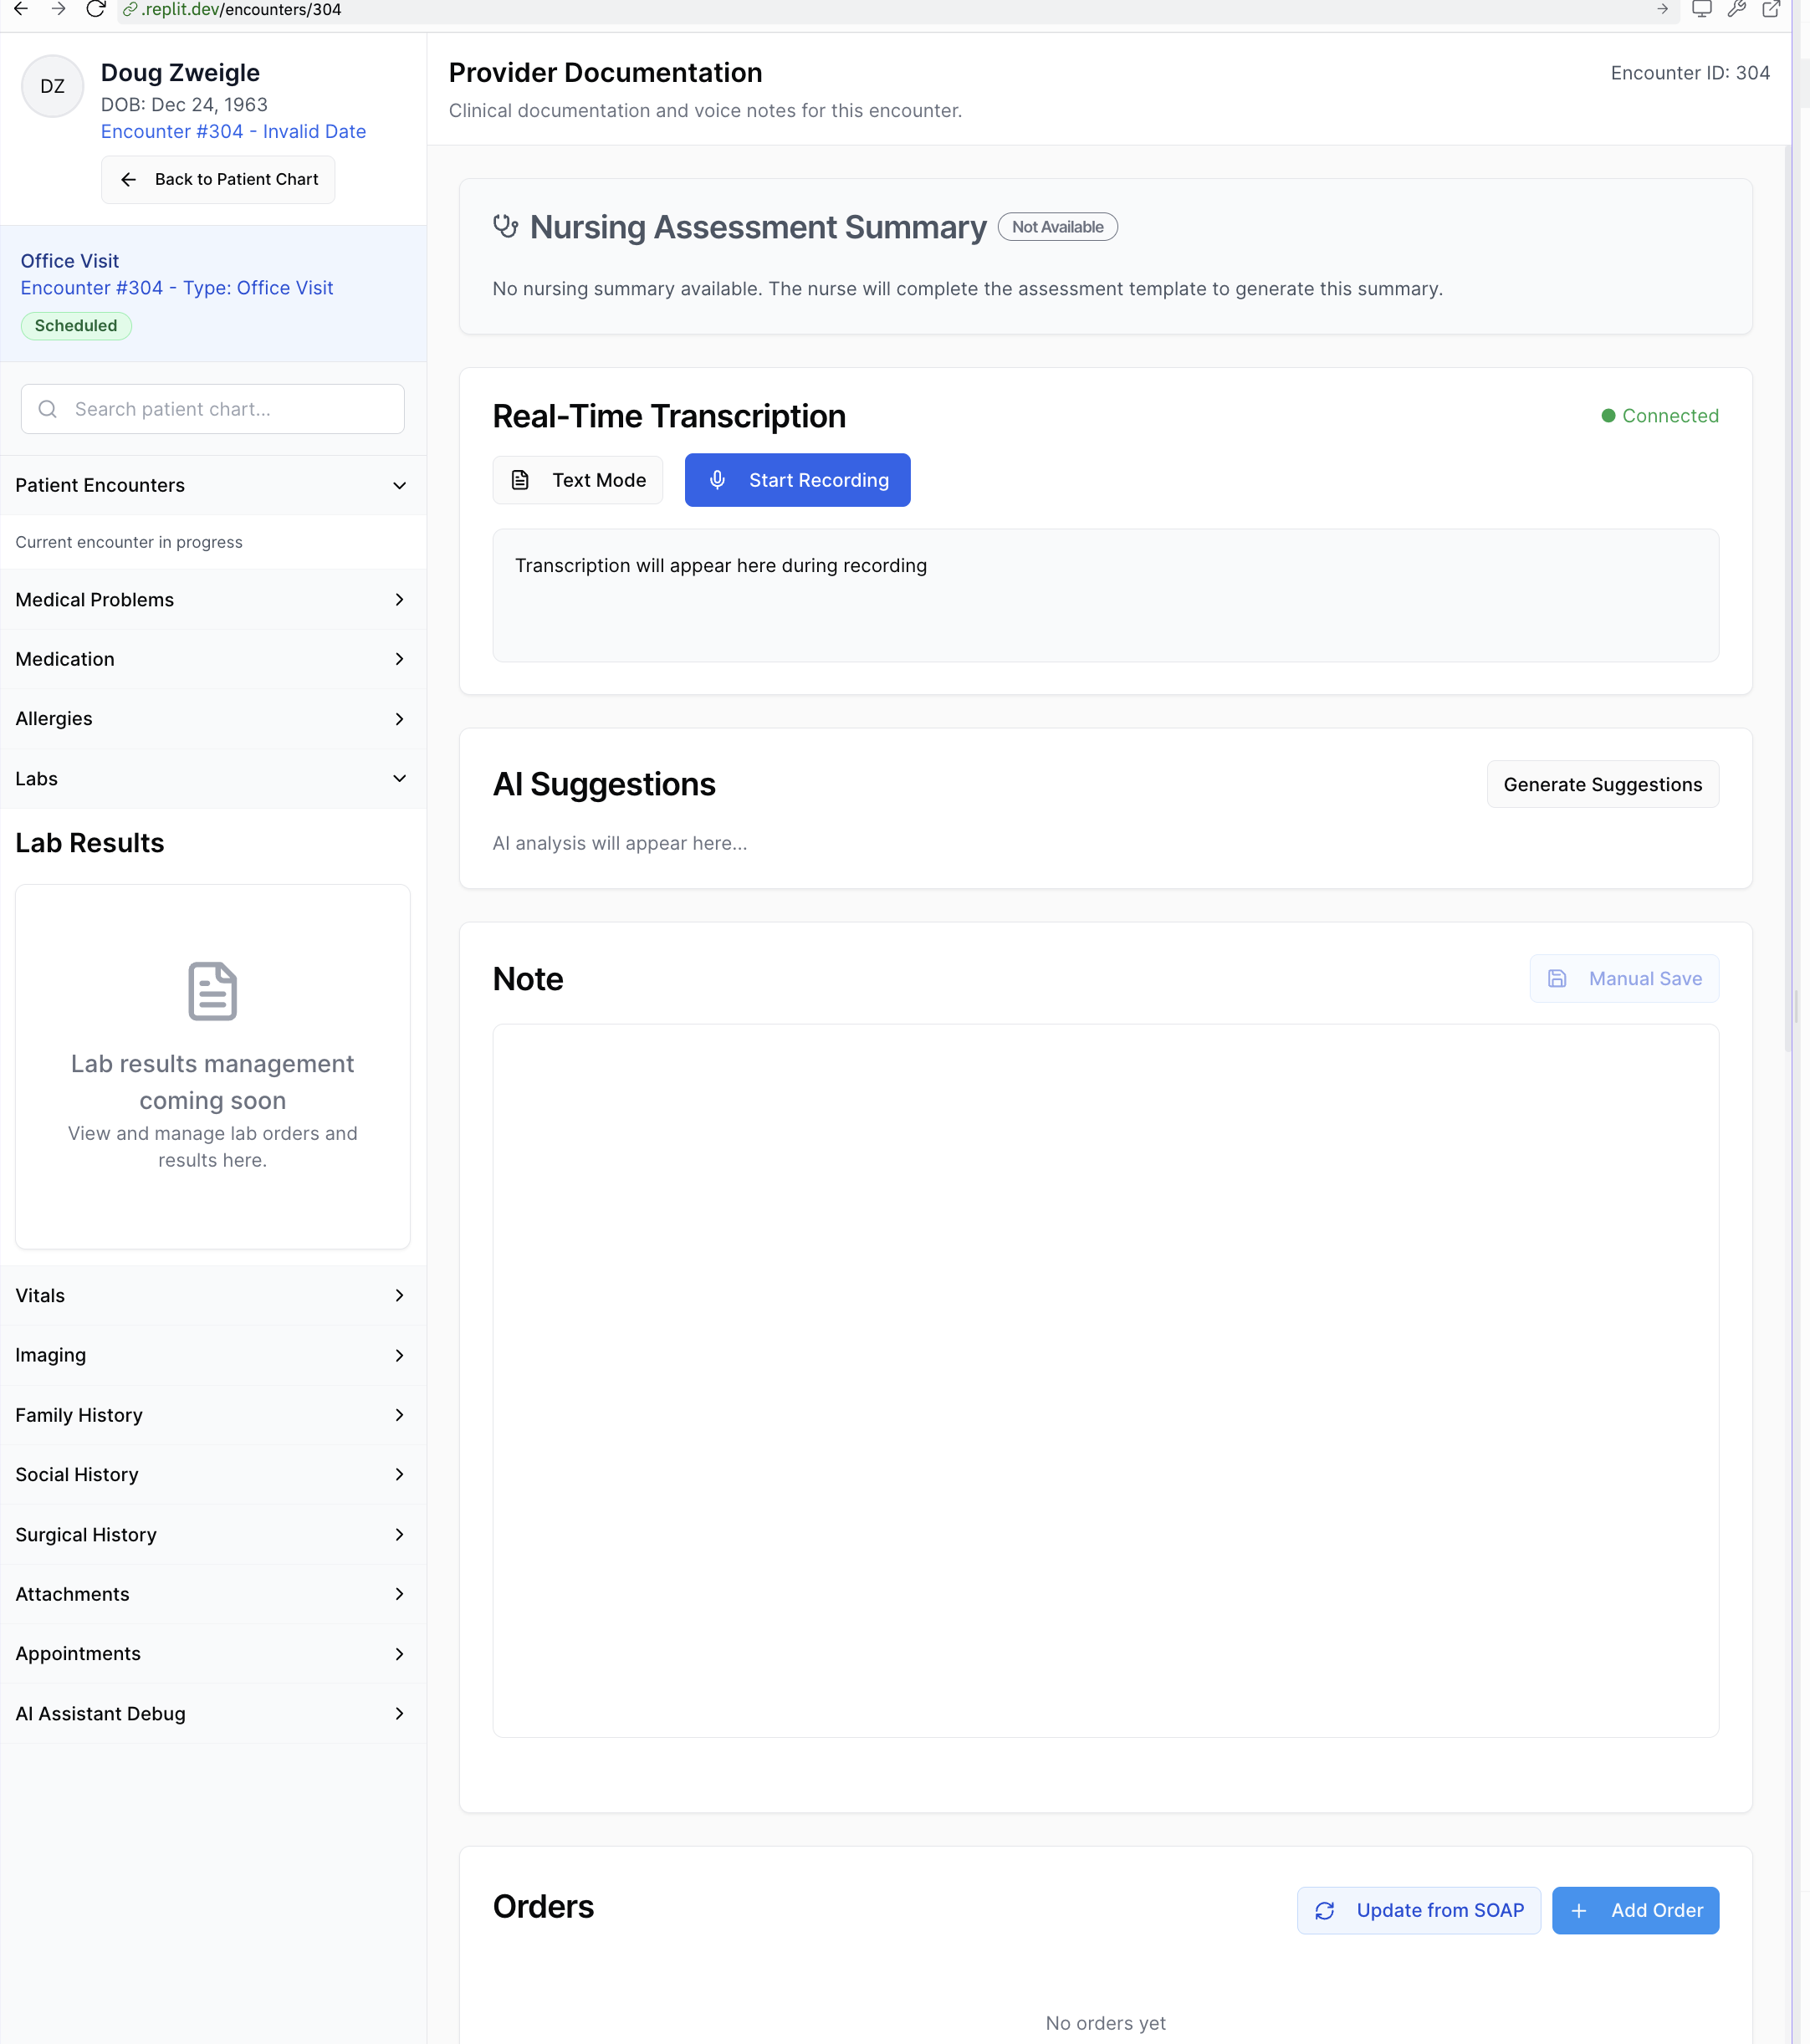 .replit.dev/encounters/304
DZ
Doug Zweigle
DOB: Dec 24, 1963
Encounter #304 - Invalid Date
Back to Patient Chart
Office Visit
Encounter #304 - Type: Office Visit
Scheduled
Search patient chart...
Patient Encounters
Current encounter in progress
Medical Problems
Medication
Allergies
Labs
Lab Results
Lab results management
coming soon
View and manage lab orders and
results here.
Vitals
Imaging
Family History
Social History
Surgical History
Attachments
Appointments
AI Assistant Debug
Provider Documentation
Encounter ID: 304
Clinical documentation and voice notes for this encounter.
Nursing Assessment Summary Not Available
No nursing summary available. The nurse will complete the assessment template to generate this summary.
Real-Time Transcription
Connected
Text Mode
Start Recording
Transcription will appear here during recording
AI Suggestions
Generate Suggestions
AI analysis will appear here...
Note
Manual Save
Orders
Update from SOAP
Add Order
No orders yet